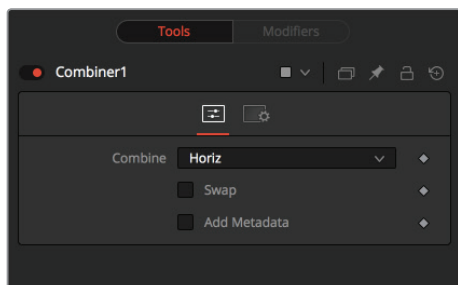 Tools
Modifiers
Combiner1
Combine Horiz
Swap
Add Metadata